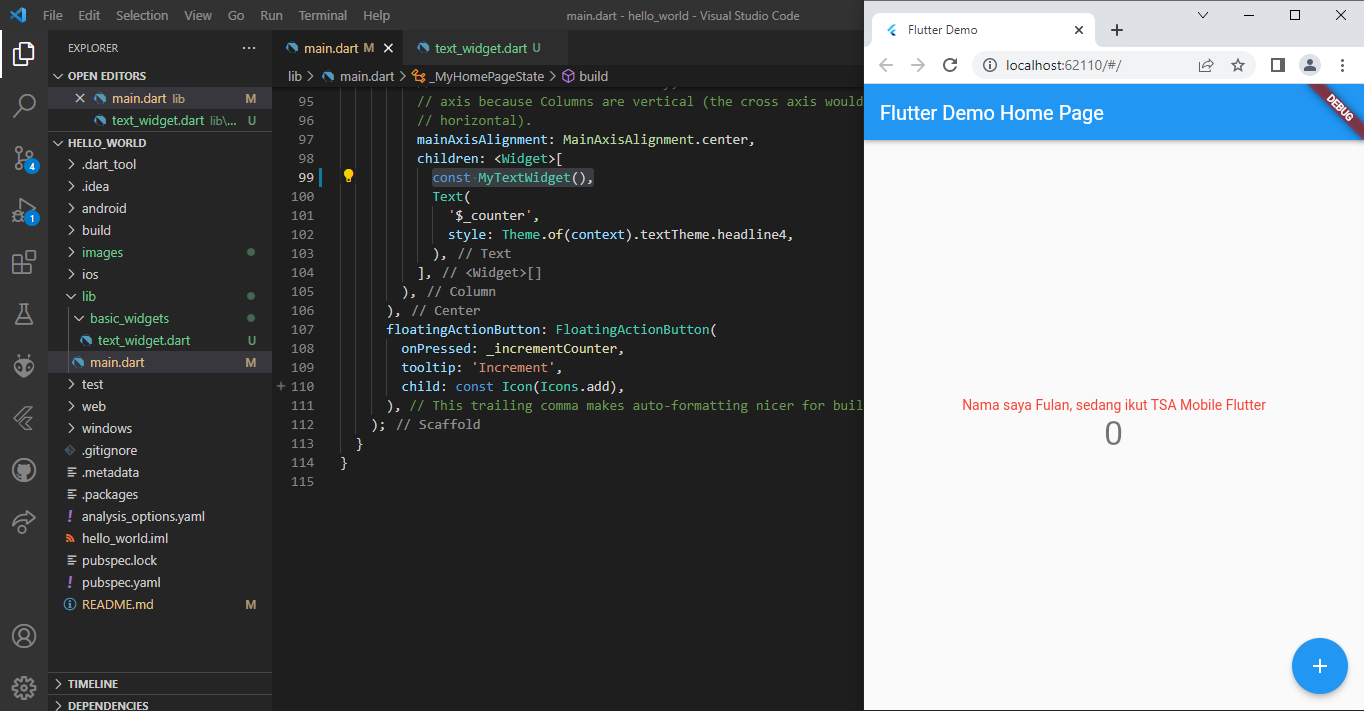 File Edit Selection View Go Run Terminal Help
main.dart - hello_world - Visual Studio Code
EXPLORER
OPEN EDITORS
main.dart lib M
text_widget.dart lib\... U
HELLO_WORLD
.dart_tool
.idea
android
build
images
ios
lib
basic_widgets
text_widget.dart U
main.dart M
test
web
windows
.gitignore
.metadata
.packages
analysis_options.yaml
hello_world.iml
pubspec.lock
pubspec.yaml
README.md M
TIMELINE
DEPENDENCIES
4
1
main.dart M
text_widget.dart U
lib > main.dart > _MyHomePageState > build
95 // axis because Columns are vertical (the cross axis would
96 // horizontal).
97 mainAxisAlignment: MainAxisAlignment.center,
98 children: <Widget>[
99 const MyTextWidget(),
100 Text(
101 '$_counter',
102 style: Theme.of(context).textTheme.headline4,
103 ), // Text
104 ], // <Widget>[]
105 ), // Column
106 ), // Center
107 floatingActionButton: FloatingActionButton(
108 onPressed: _incrementCounter,
109 tooltip: 'Increment',
110 child: const Icon(Icons.add),
111 ), // This trailing comma makes auto-formatting nicer for buil
112 ); // Scaffold
113 }
114 }
115
Flutter Demo
localhost:62110/#/
Flutter Demo Home Page
DEBUG
Nama saya Fulan, sedang ikut TSA Mobile Flutter
0